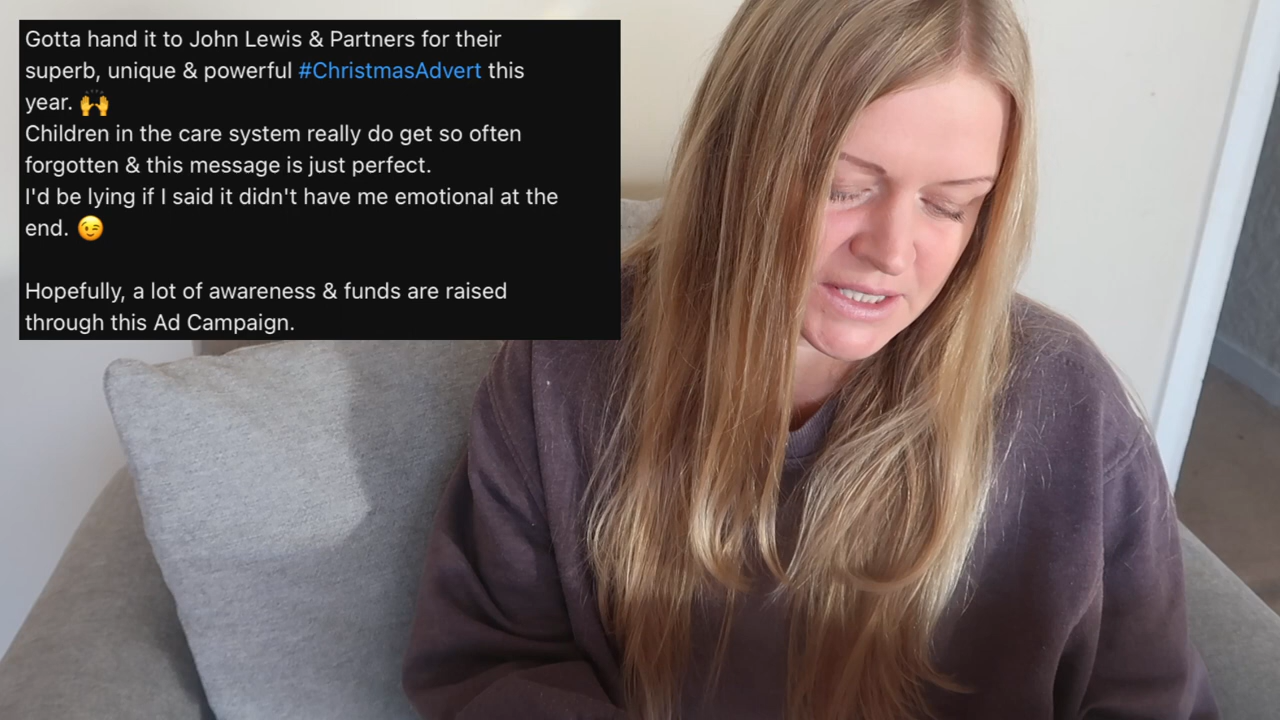 Gotta hand it to John Lewis & Partners for their
superb, unique & powerful #ChristmasAdvert this
year. 🙌
Children in the care system really do get so often
forgotten & this message is just perfect.
I'd be lying if I said it didn't have me emotional at the
end. 😉
Hopefully, a lot of awareness & funds are raised
through this Ad Campaign.